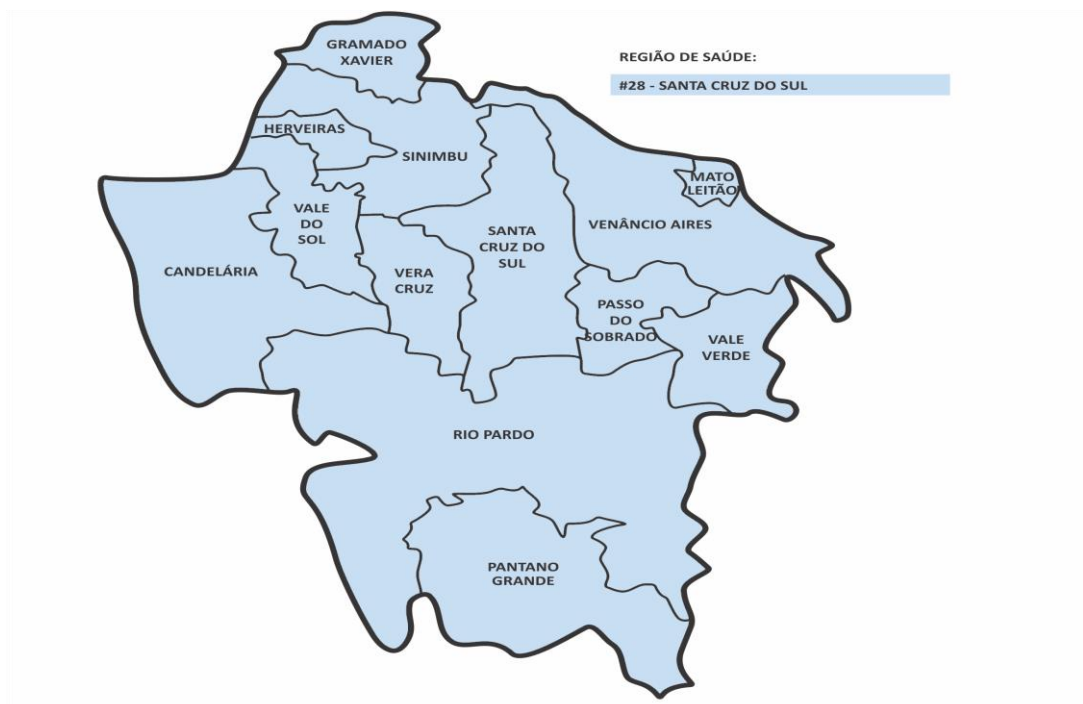 GRAMADO
XAVIER
REGIÃO DE SAÚDE:
#28 - SANTA CRUZ DO SUL
HERVEIRAS
SINIMBU
MATO
LEITÃO
VALE
DO
SOL
VENÂNCIO AIRES
SANTA
CRUZ DO
SUL
CANDELÁRIA
VERA
CRUZ
PASSO
DO
SOBRADO
VALE
VERDE
RIO PARDO
PANTANO
GRANDE